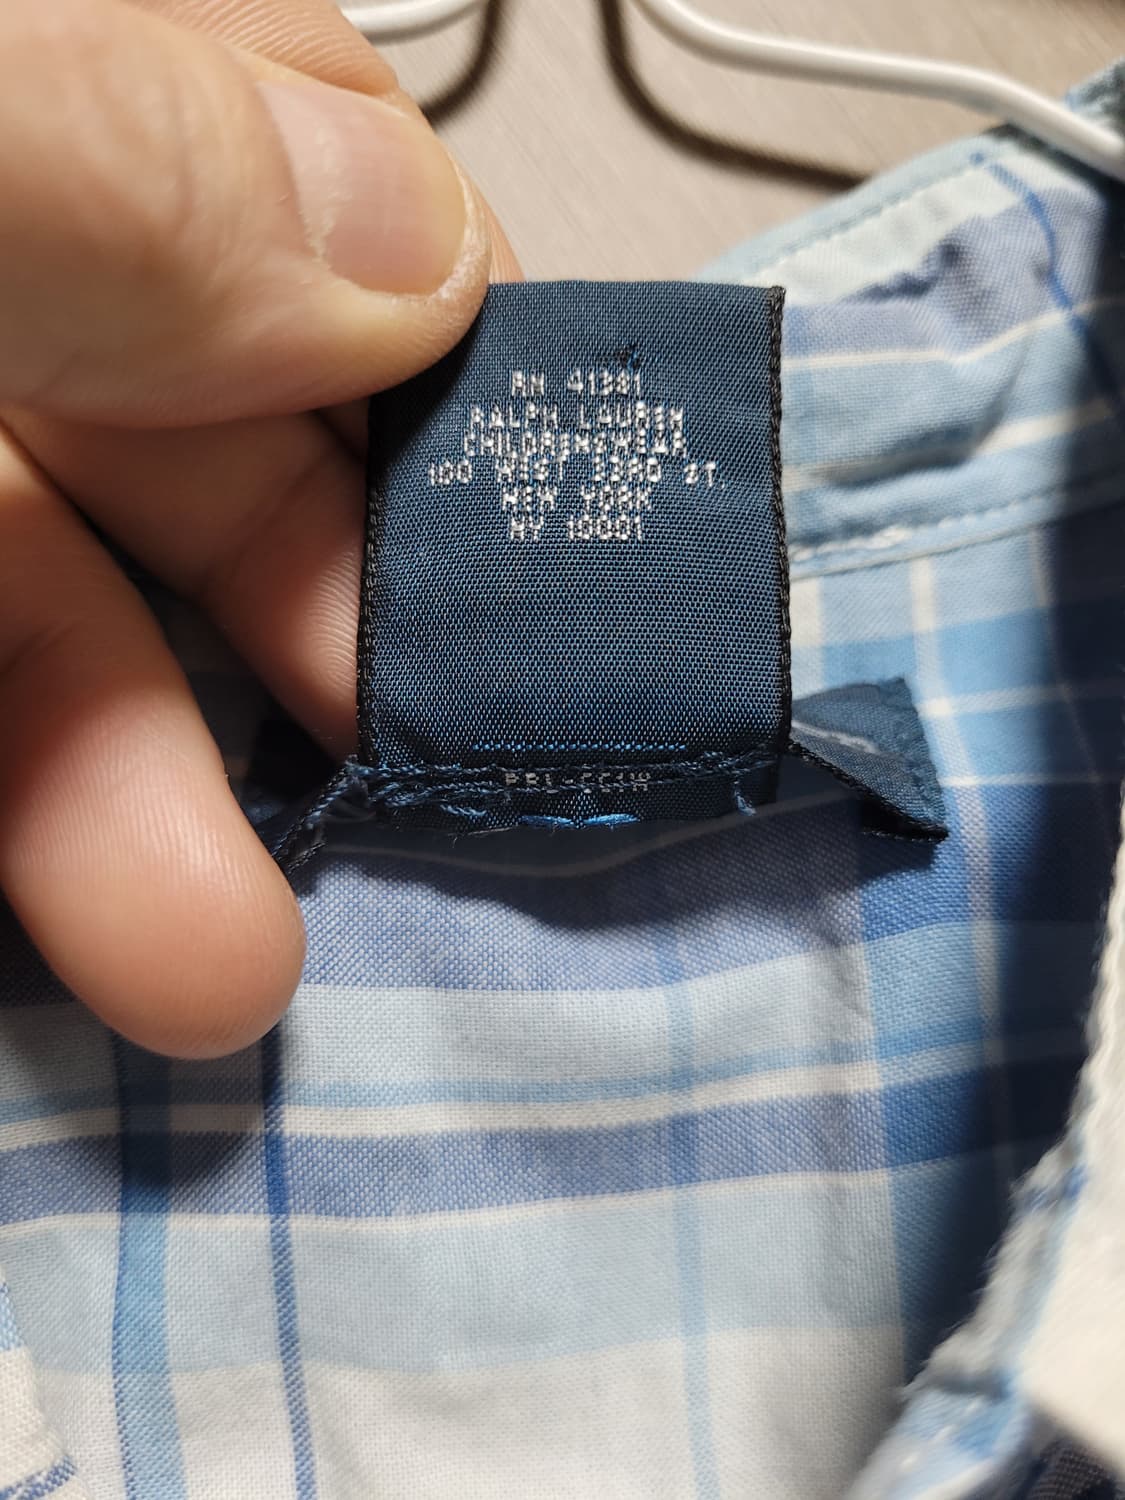 RN 41381
RALPH LAUREN
CHILDRENSWEAR
100 WEST 33RD ST.
NEW YORK
NY 10001